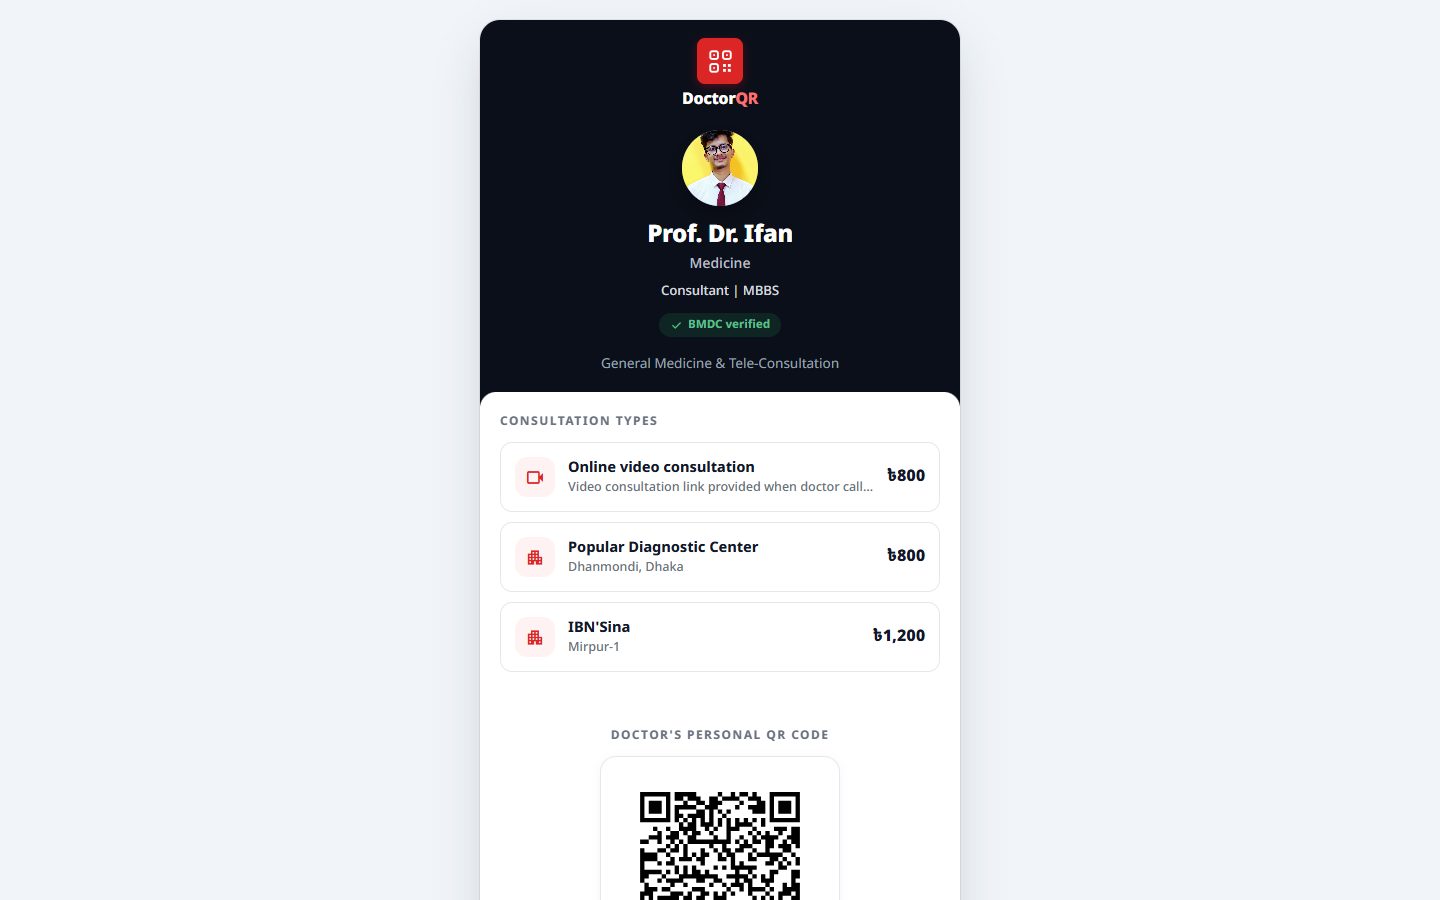 DoctorQR
Prof. Dr. Ifan
Medicine
Consultant | MBBS
BMDC verified
General Medicine & Tele-Consultation
CONSULTATION TYPES
Online video consultation
Video consultation link provided when doctor call...
৳800
Popular Diagnostic Center
Dhanmondi, Dhaka
৳800
IBN'Sina
Mirpur-1
৳1,200
DOCTOR'S PERSONAL QR CODE